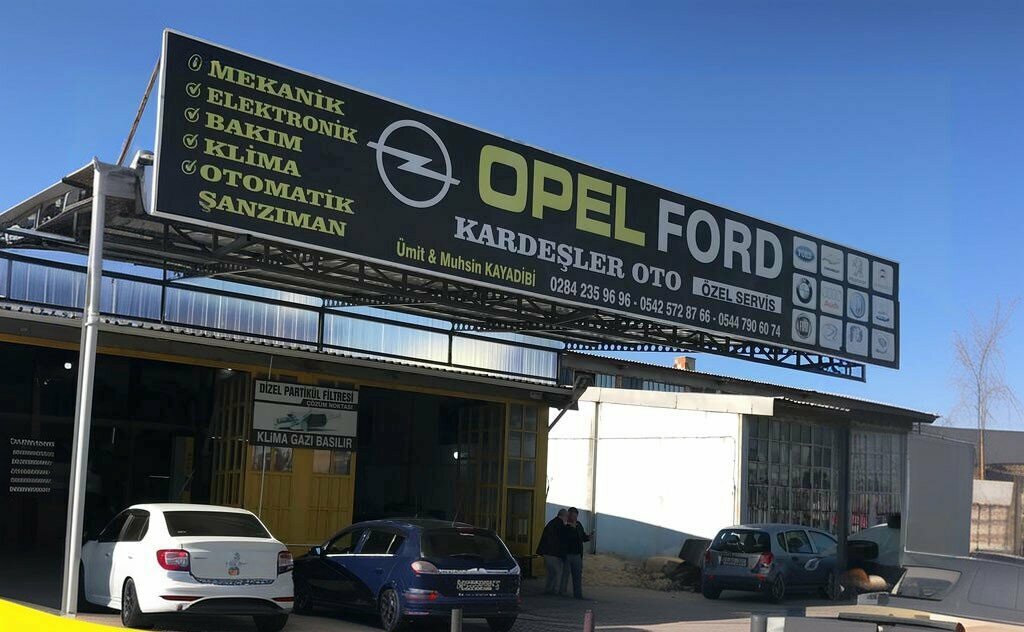 MEKANİK
ELEKTRONİK
BAKIM
KLİMA
OTOMATİK
ŞANZIMAN
OPEL FORD
KARDEŞLER OTO
ÖZEL SERVİS
Ümit & Muhsin KAYADİBİ
0284 235 96 96 - 0542 572 87 66 - 0544 790 60 74
DİZEL PARTİKÜL FİLTRESİ
ÇÖZÜM NOKTASI
KLİMA GAZI BASILIR